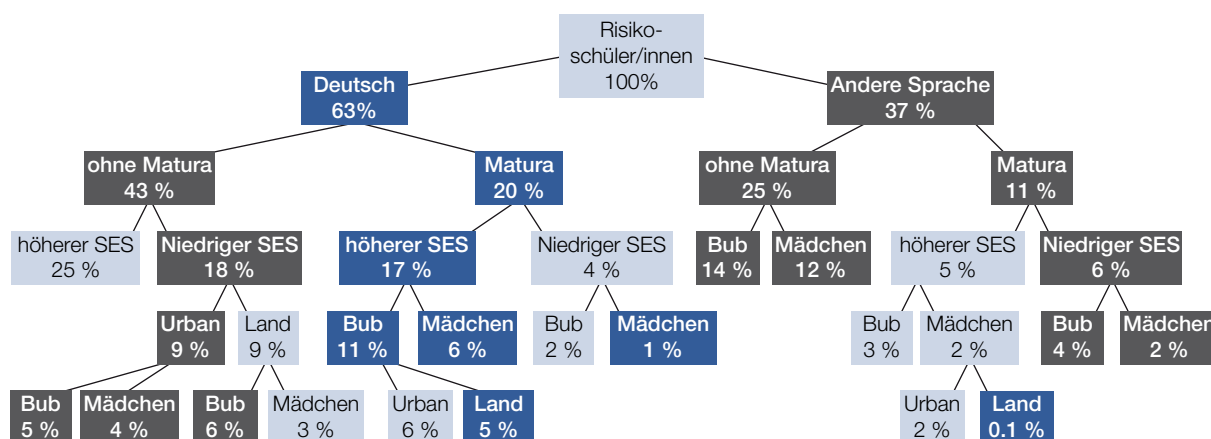 Risiko-
schüler/innen
100%
Deutsch
63%
Andere Sprache
37 %
ohne Matura
43 %
Matura
20 %
ohne Matura
25 %
Matura
11 %
höherer SES
25 %
Niedriger SES
18 %
höherer SES
17 %
Niedriger SES
4 %
Bub
14 %
Mädchen
12 %
höherer SES
5 %
Niedriger SES
6 %
Urban
9 %
Land
9 %
Bub
11 %
Mädchen
6 %
Bub
2 %
Mädchen
1 %
Bub
3 %
Mädchen
2 %
Bub
4 %
Mädchen
2 %
Bub
5 %
Mädchen
4 %
Bub
6 %
Mädchen
3 %
Urban
6 %
Land
5 %
Urban
2 %
Land
0.1 %